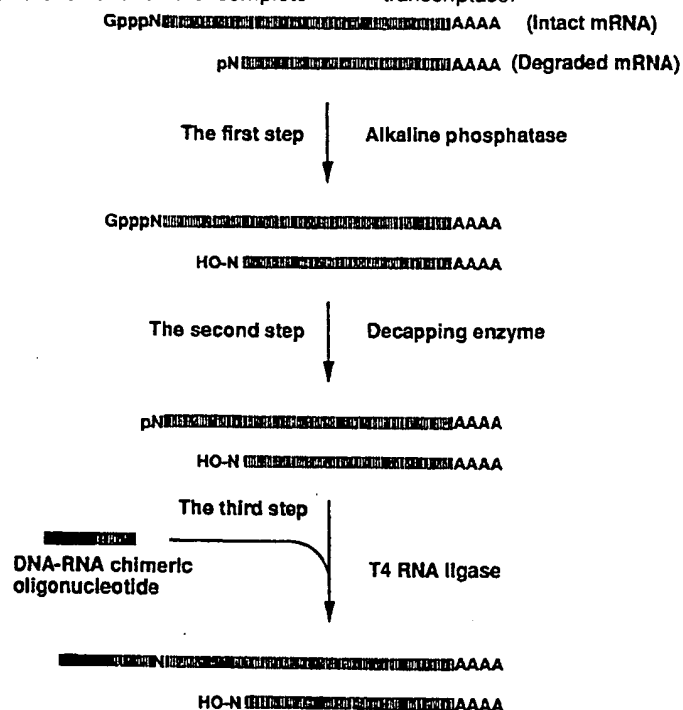 transcriptase.
GpppN AAAA (Intact mRNA)
pN AAAA (Degraded mRNA)
The first step Alkaline phosphatase
GpppN AAAA
HO-N AAAA
The second step Decapping enzyme
pN AAAA
HO-N AAAA
The third step
DNA-RNA chimeric
oligonucleotide
T4 RNA ligase
N AAAA
HO-N AAAA